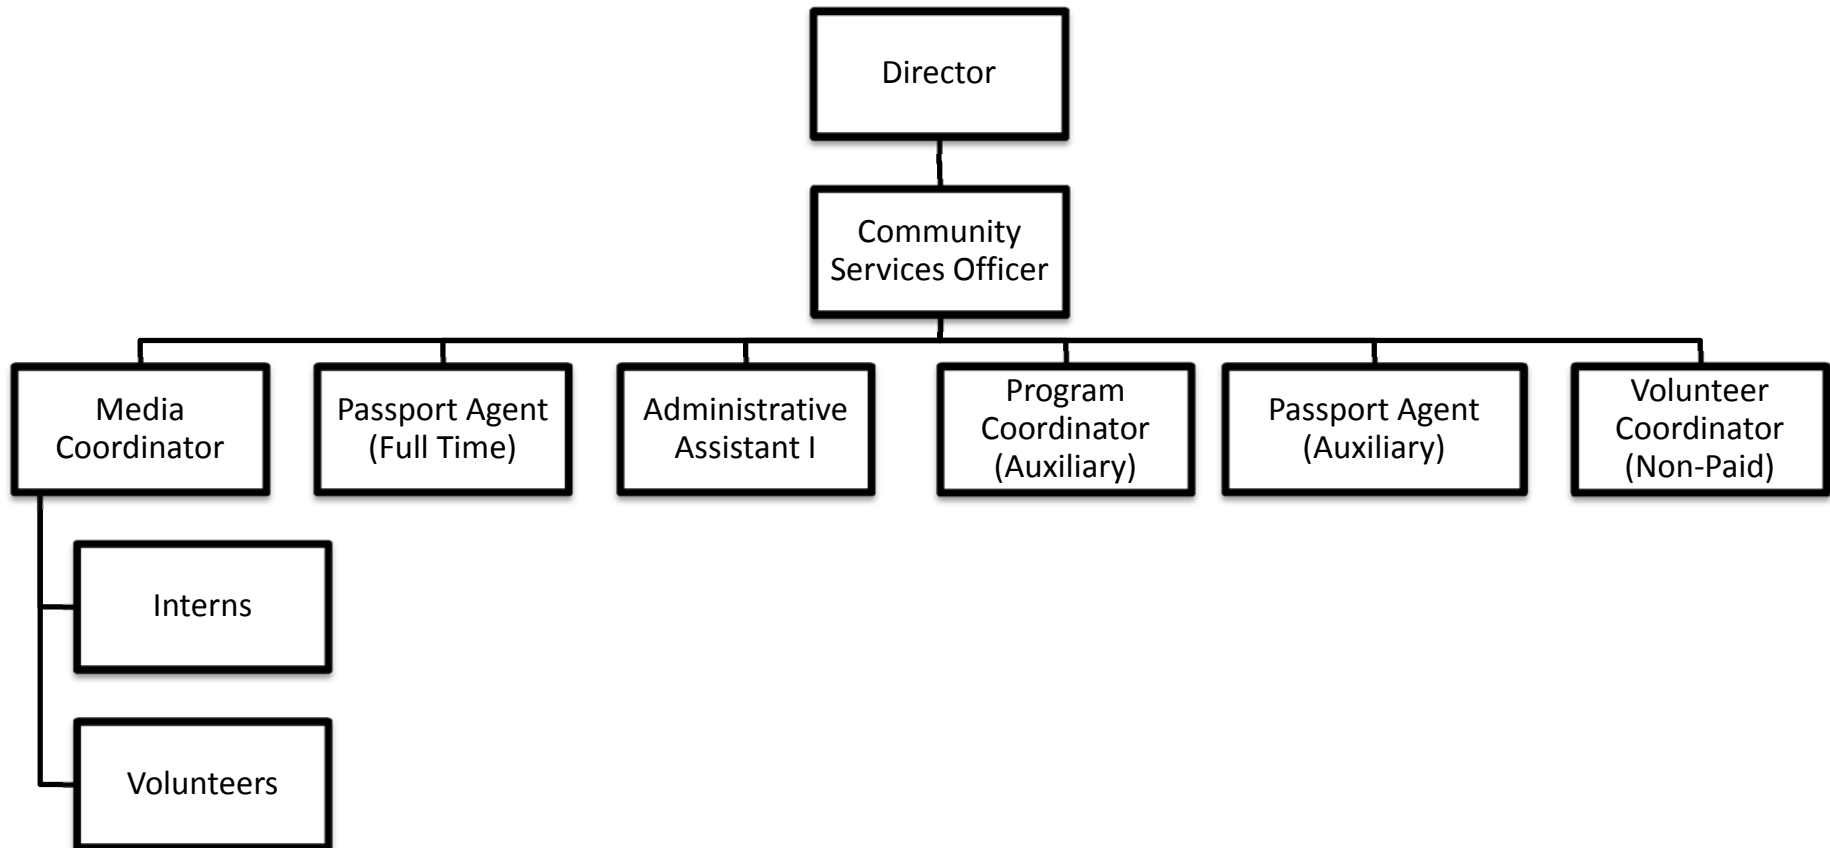 Director
Community
Services Officer
Media
Coordinator
Passport Agent
(Full Time)
Administrative
Assistant I
Program
Coordinator
(Auxiliary)
Passport Agent
(Auxiliary)
Volunteer
Coordinator
(Non-Paid)
Interns
Volunteers